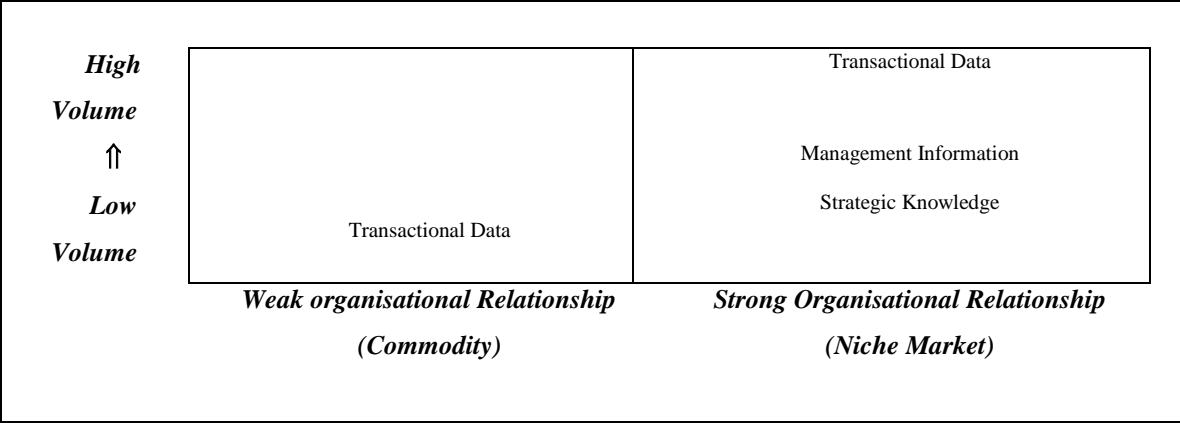 High
Volume
⇑
Low
Volume
Transactional Data
Transactional Data
Management Information
Strategic Knowledge
Weak organisational Relationship
(Commodity)
Strong Organisational Relationship
(Niche Market)